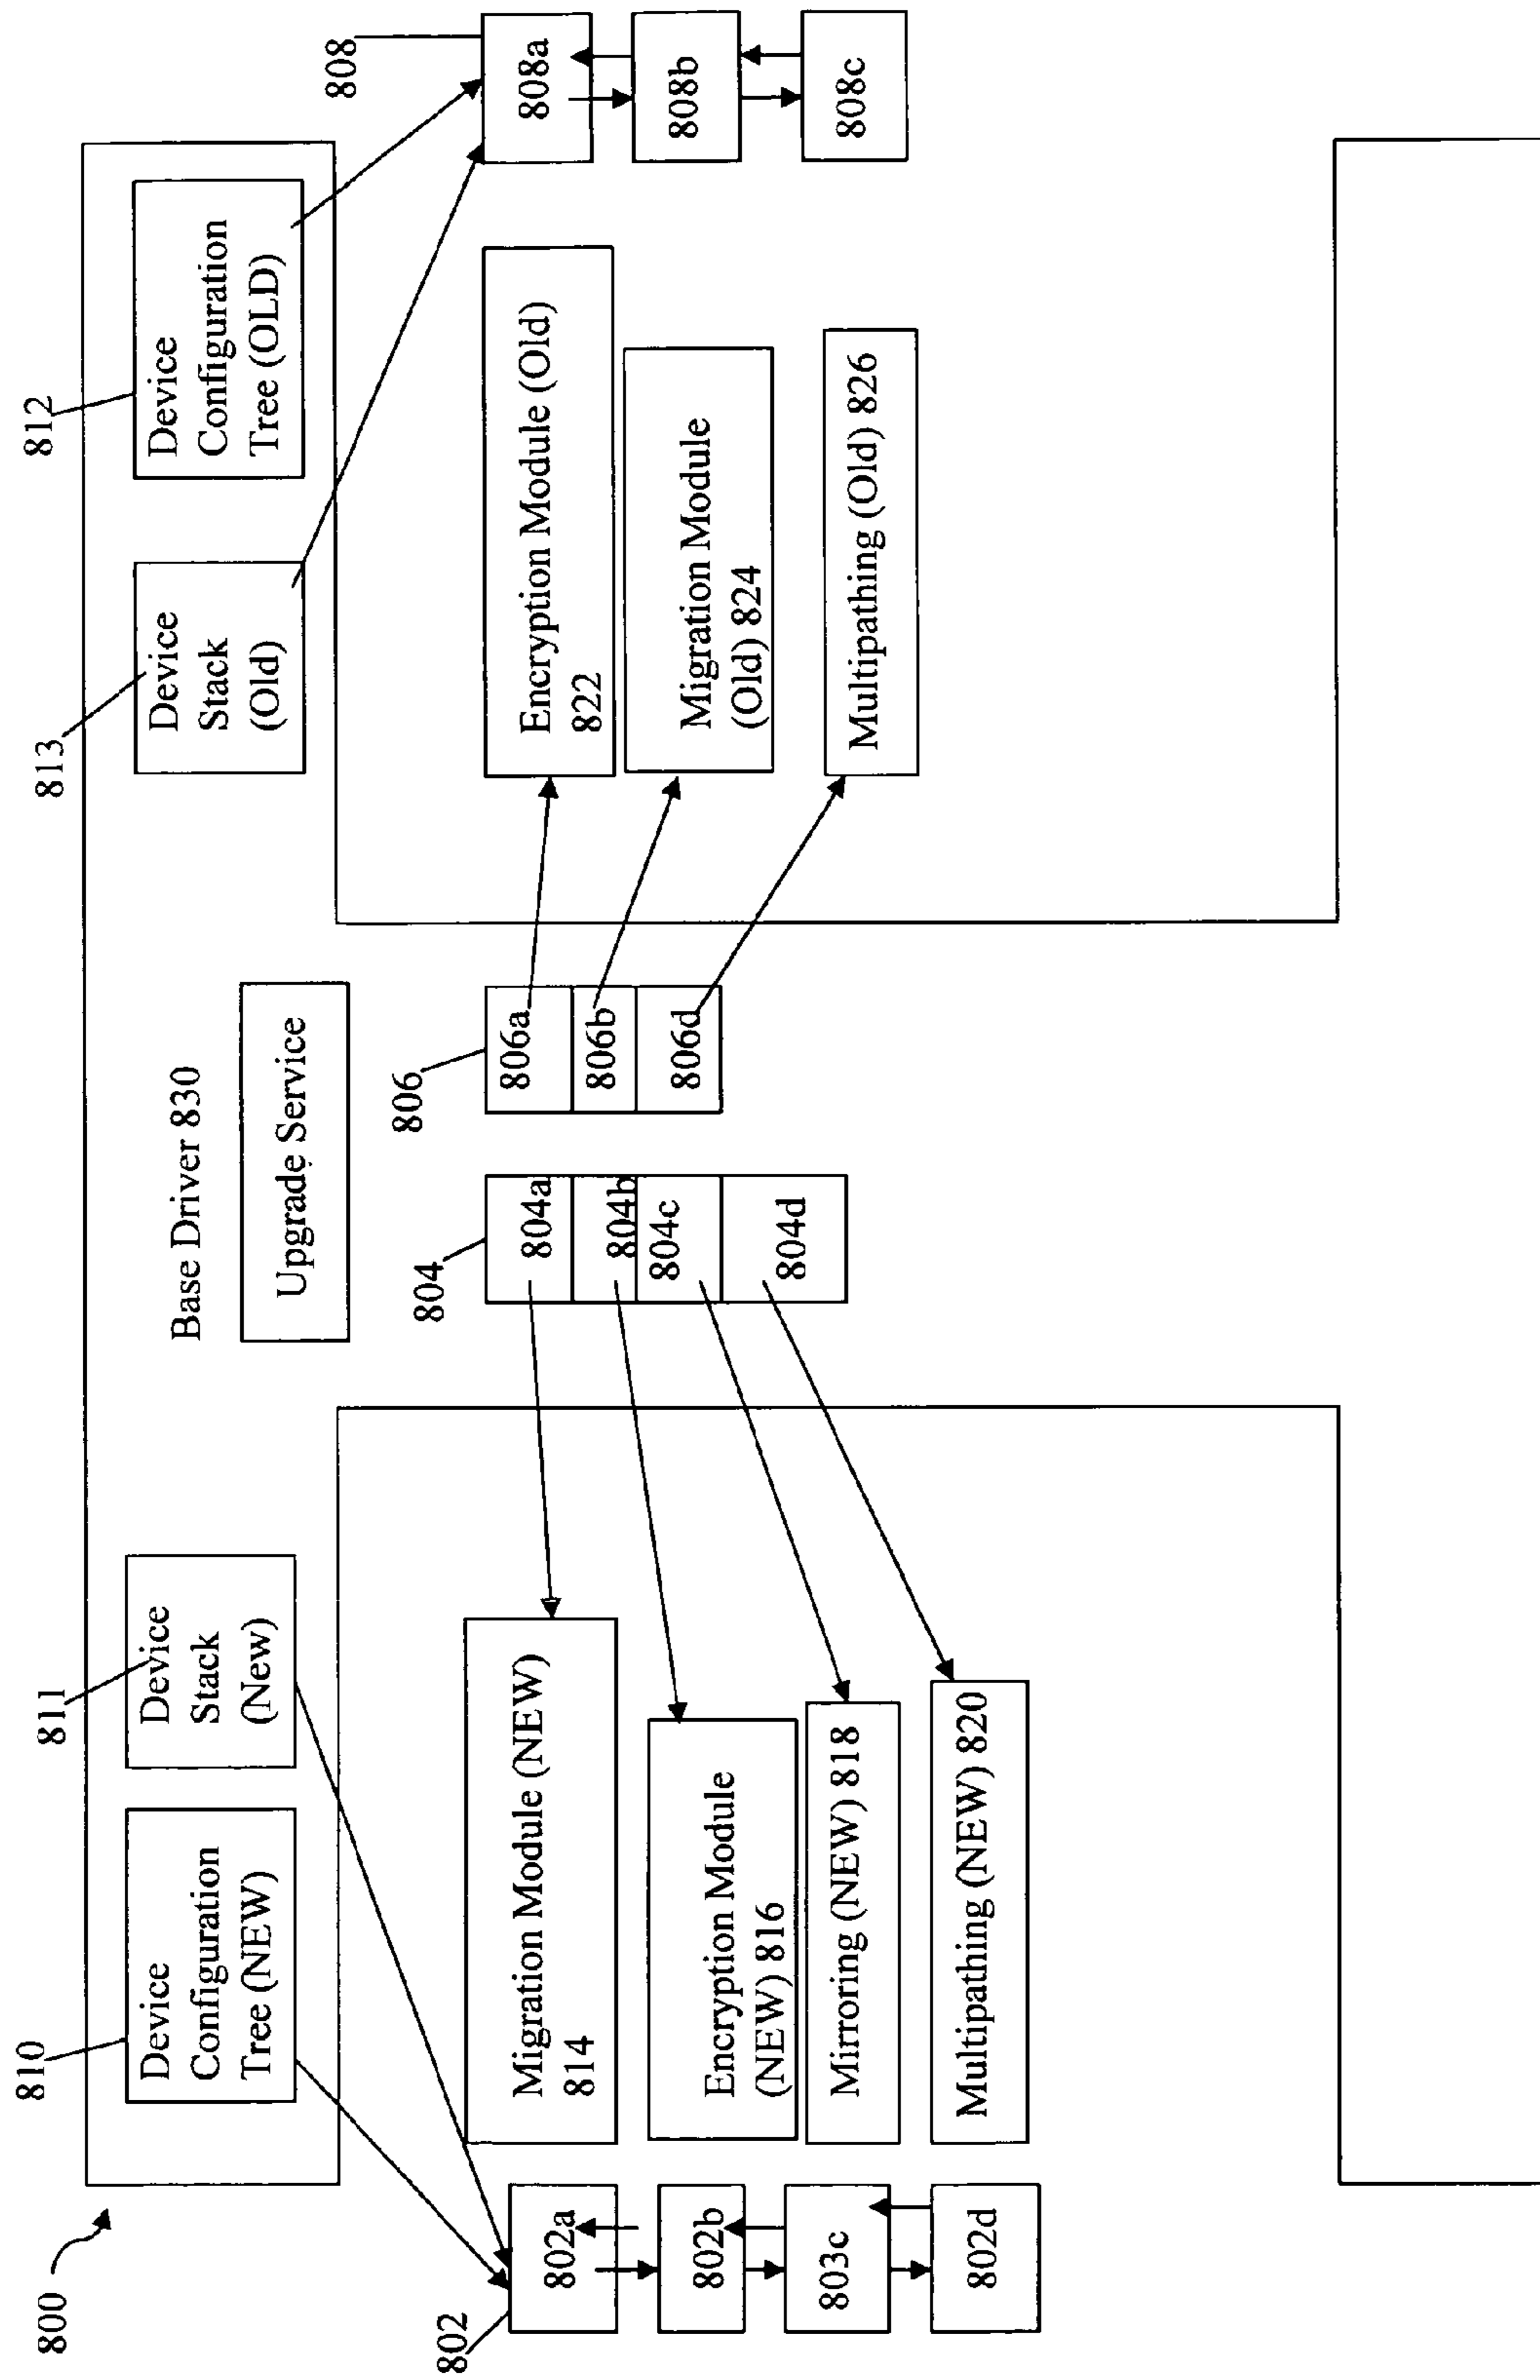 800
810
811
813
812
Device
Configuration
Tree (NEW)
Device
Stack
(New)
Base Driver 830
Upgrade Service
Device
Stack
(Old)
Device
Configuration
Tree (OLD)
802
802a
802b
803c
802d
Migration Module (NEW)
814
Encryption Module
(NEW) 816
Mirroring (NEW) 818
Multipathing (NEW) 820
804
804a
804b
804c
804d
806
806a
806b
806d
Encryption Module (Old)
822
Migration Module
(Old) 824
Multipathing (Old) 826
808
808a
808b
808c